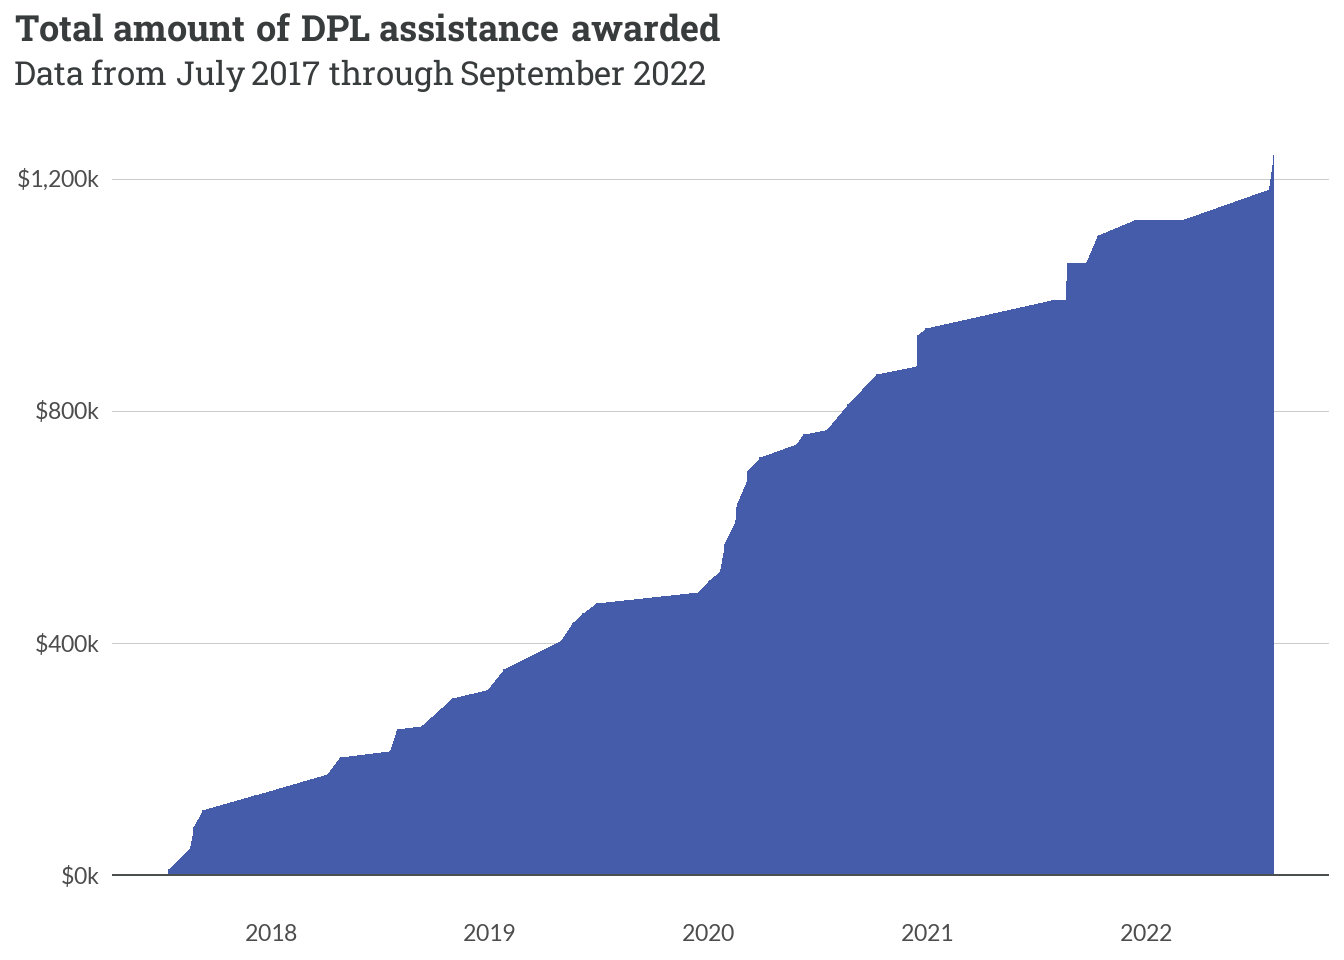 Total amount of DPL assistance awarded
Data from July 2017 through September 2022
$1,200k
$800k
$400k
$0k
2018 2019 2020 2021 2022